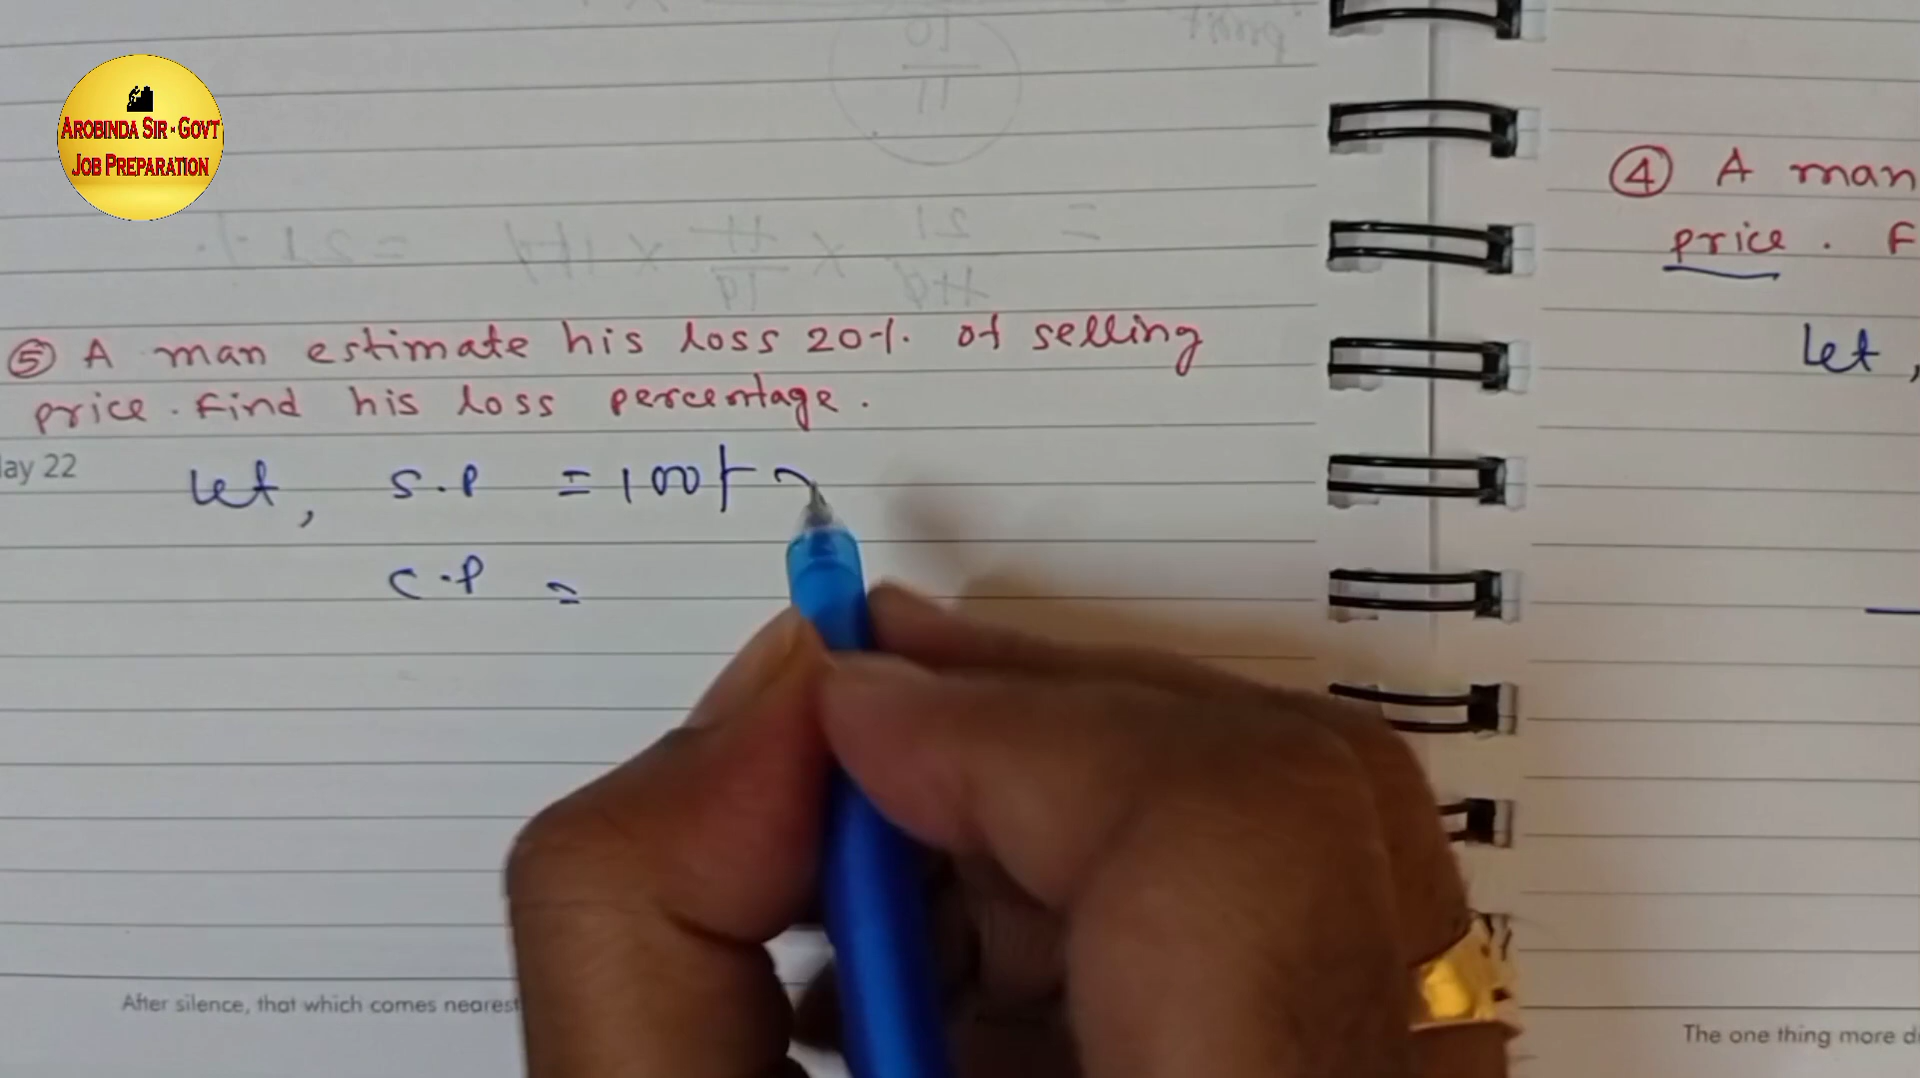 AROBINDA SIR - GOVT
JOB PREPARATION
⑤ A man estimate his loss 20%. of selling
price. Find his loss percentage.
ay 22
Let, S.P = 100/-
C.P =
After silence, that which comes nearest
④ A man
price. F
Let,
The one thing more